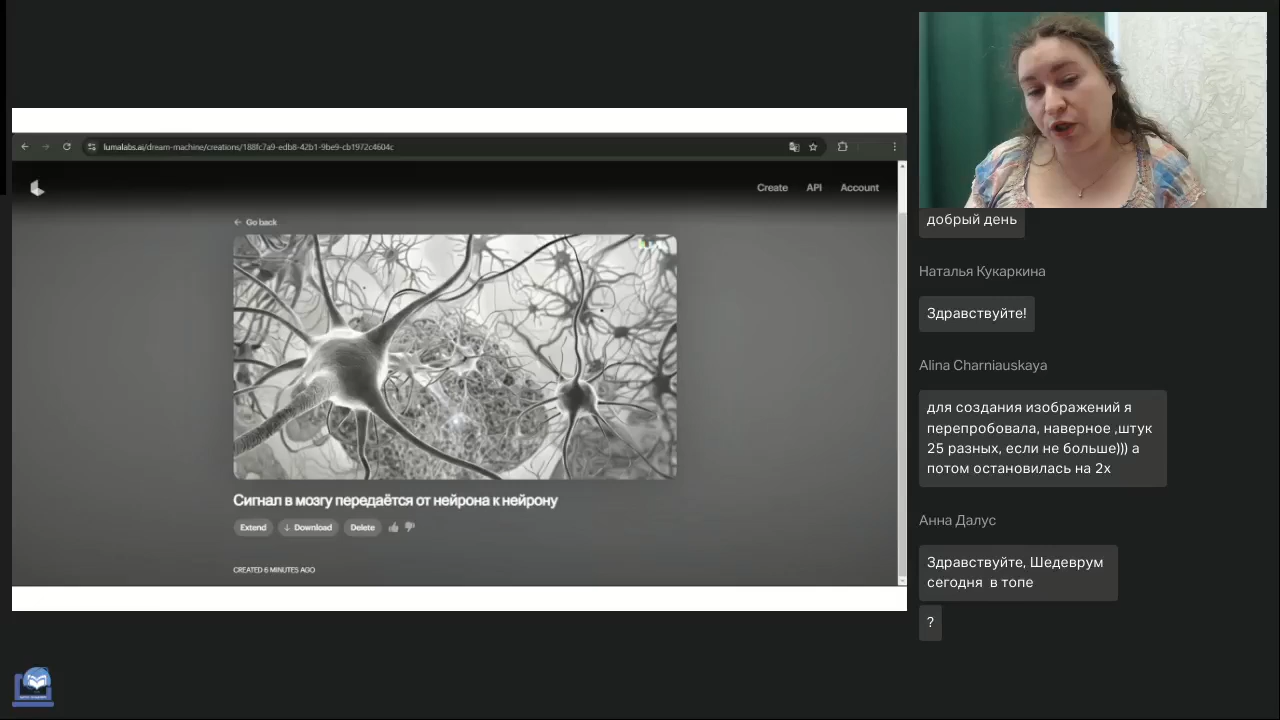 lumalabs.ai/dream-machine/creations/188fc7a9-edb8-42b1-9be9-cb1972c4604c
Create API Account
← Go back
Сигнал в мозгу передаётся от нейрона к нейрону
Extend ↓ Download Delete
CREATED 6 MINUTES AGO
добрый день
Наталья Кукаркина
Здравствуйте!
Alina Charniauskaya
для создания изображений я
перепробовала, наверное ,штук
25 разных, если не больше))) а
потом остановилась на 2х
Анна Далус
Здравствуйте, Шедеврум
сегодня в топе
?